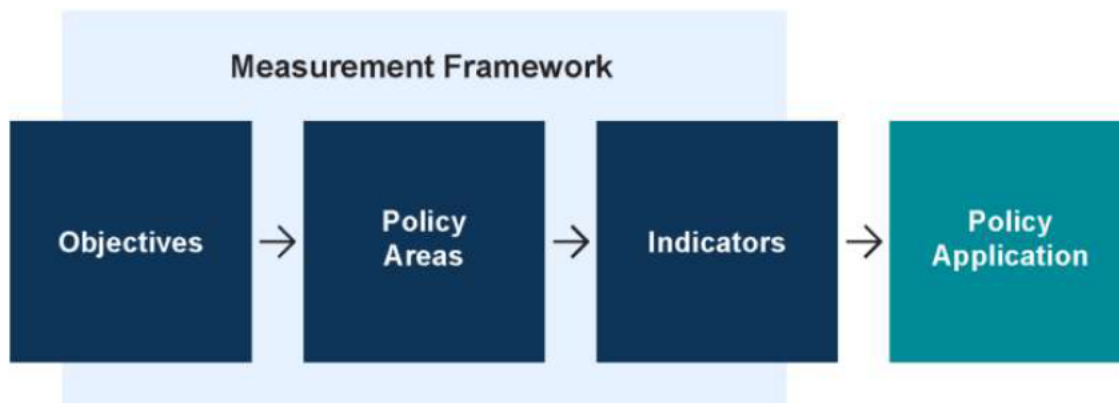 Measurement Framework
Objectives
Policy
Areas
Indicators
Policy
Application